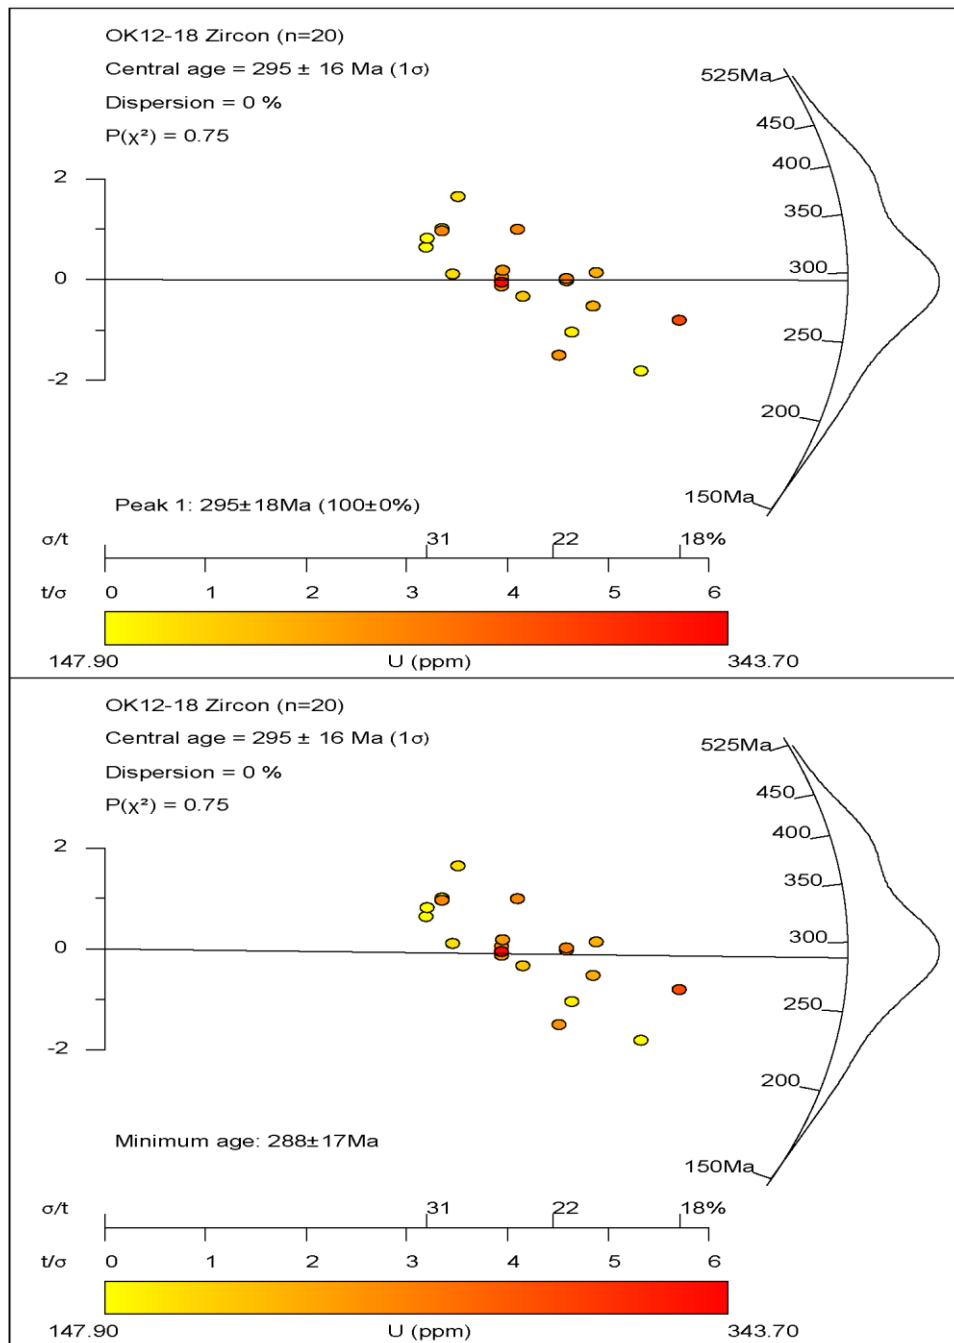 OK12-18 Zircon (n=20)
Central age = 295 ± 16 Ma (1σ)
Dispersion = 0 %
P(χ²) = 0.75
525Ma
450
400
350
300
250
200
150Ma
2
0
-2
Peak 1: 295±18Ma (100±0%)
σ/t 31 22 18%
t/σ 0 1 2 3 4 5 6
147.90 U (ppm) 343.70
OK12-18 Zircon (n=20)
Central age = 295 ± 16 Ma (1σ)
Dispersion = 0 %
P(χ²) = 0.75
525Ma
450
400
350
300
250
200
150Ma
2
0
-2
Minimum age: 288±17Ma
σ/t 31 22 18%
t/σ 0 1 2 3 4 5 6
147.90 U (ppm) 343.70